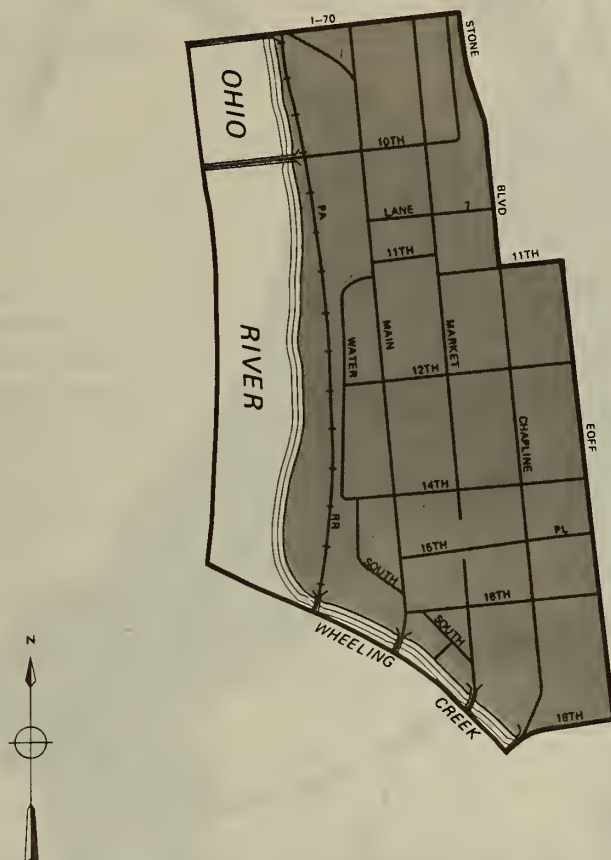 I-70
STONE
OHIO
10TH
PA
LANE 7
BLVD
11TH
11TH
RIVER
WATER
MAIN
MARKET
12TH
CHAPLINE
EOFF
14TH
RR
15TH PL
SOUTH
16TH
SOUTH
WHEELING
CREEK
18TH
N